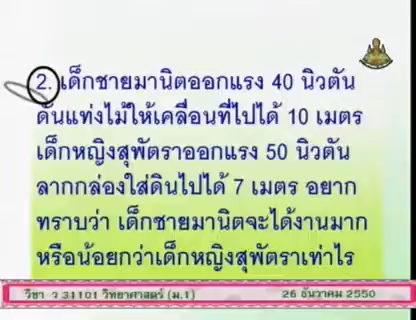 2. เด็กชายมานิตออกแรง 40 นิวตัน
ดันแท่งไม้ให้เคลื่อนที่ไปได้ 10 เมตร
เด็กหญิงสุพัตราออกแรง 50 นิวตัน
ลากกล่องใส่ดินไปได้ 7 เมตร อยาก
ทราบว่า เด็กชายมานิตจะได้งานมาก
หรือน้อยกว่าเด็กหญิงสุพัตราเท่าไร
วิชา ว 31101 วิทยาศาสตร์ (ม.1) 26 ธันวาคม 2550